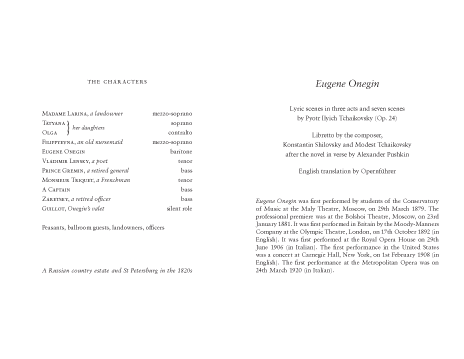 THE CHARACTERS
MADAME LARINA, a landowner mezzo-soprano
TATYANA soprano
her daughters
OLGA contralto
FILIPPYEVNA, an old nursemaid mezzo-soprano
EUGENE ONEGIN baritone
VLADIMIR LENSKY, a poet tenor
PRINCE GREMIN, a retired general bass
MONSIEUR TRIQUET, a Frenchman tenor
A CAPTAIN bass
ZARETSKY, a retired officer bass
GUILLOT, Onegin's valet silent role
Peasants, ballroom guests, landowners, officers
A Russian country estate and St Petersburg in the 1820s
Eugene Onegin
Lyric scenes in three acts and seven scenes
by Pyotr Ilyich Tchaikovsky (Op. 24)
Libretto by the composer,
Konstantin Shilovsky and Modest Tchaikovsky
after the novel in verse by Alexander Pushkin
English translation by Opernführer
Eugene Onegin was first performed by students of the Conservatory
of Music at the Maly Theatre, Moscow, on 29th March 1879. The
professional premiere was at the Bolshoi Theatre, Moscow, on 23rd
January 1881. It was first performed in Britain by the Moody-Manners
Company at the Olympic Theatre, London, on 17th October 1892 (in
English). It was first performed at the Royal Opera House on 29th
June 1906 (in Italian). The first performance in the United States
was a concert at Carnegie Hall, New York, on 1st February 1908 (in
English). The first performance at the Metropolitan Opera was on
24th March 1920 (in Italian).